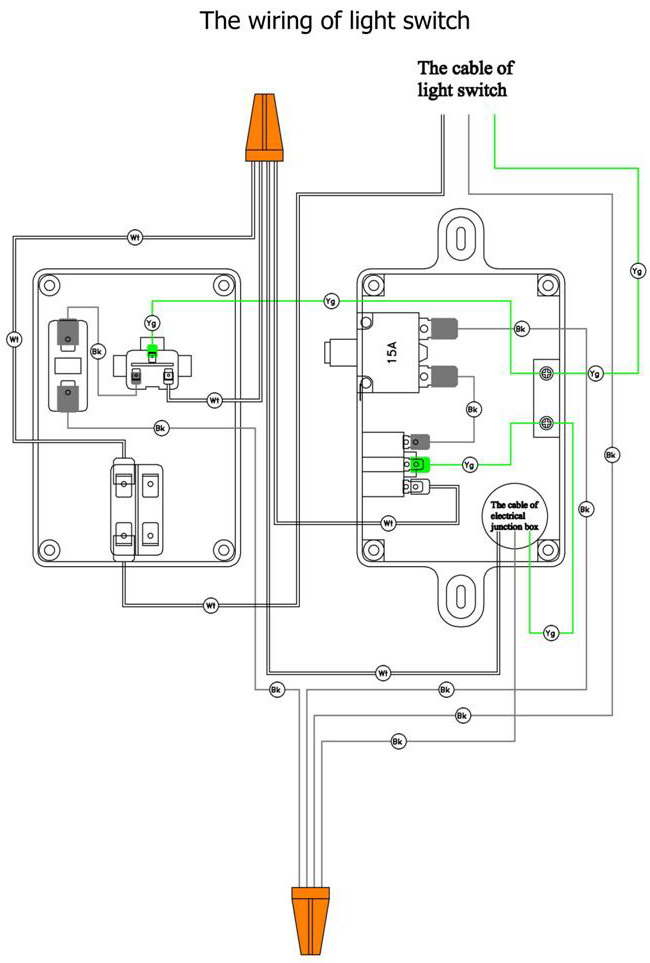 The wiring of light switch
The cable of
light switch
Wt
Yg
Yg
Yg
Bk
Wt
15A
Bk
Yg
Wt
Bk
Bk
Yg
Bk
The cable of
electrical
junction box
Bk
Wt
Wt
Yg
Wt
Bk
Bk
Bk
Bk